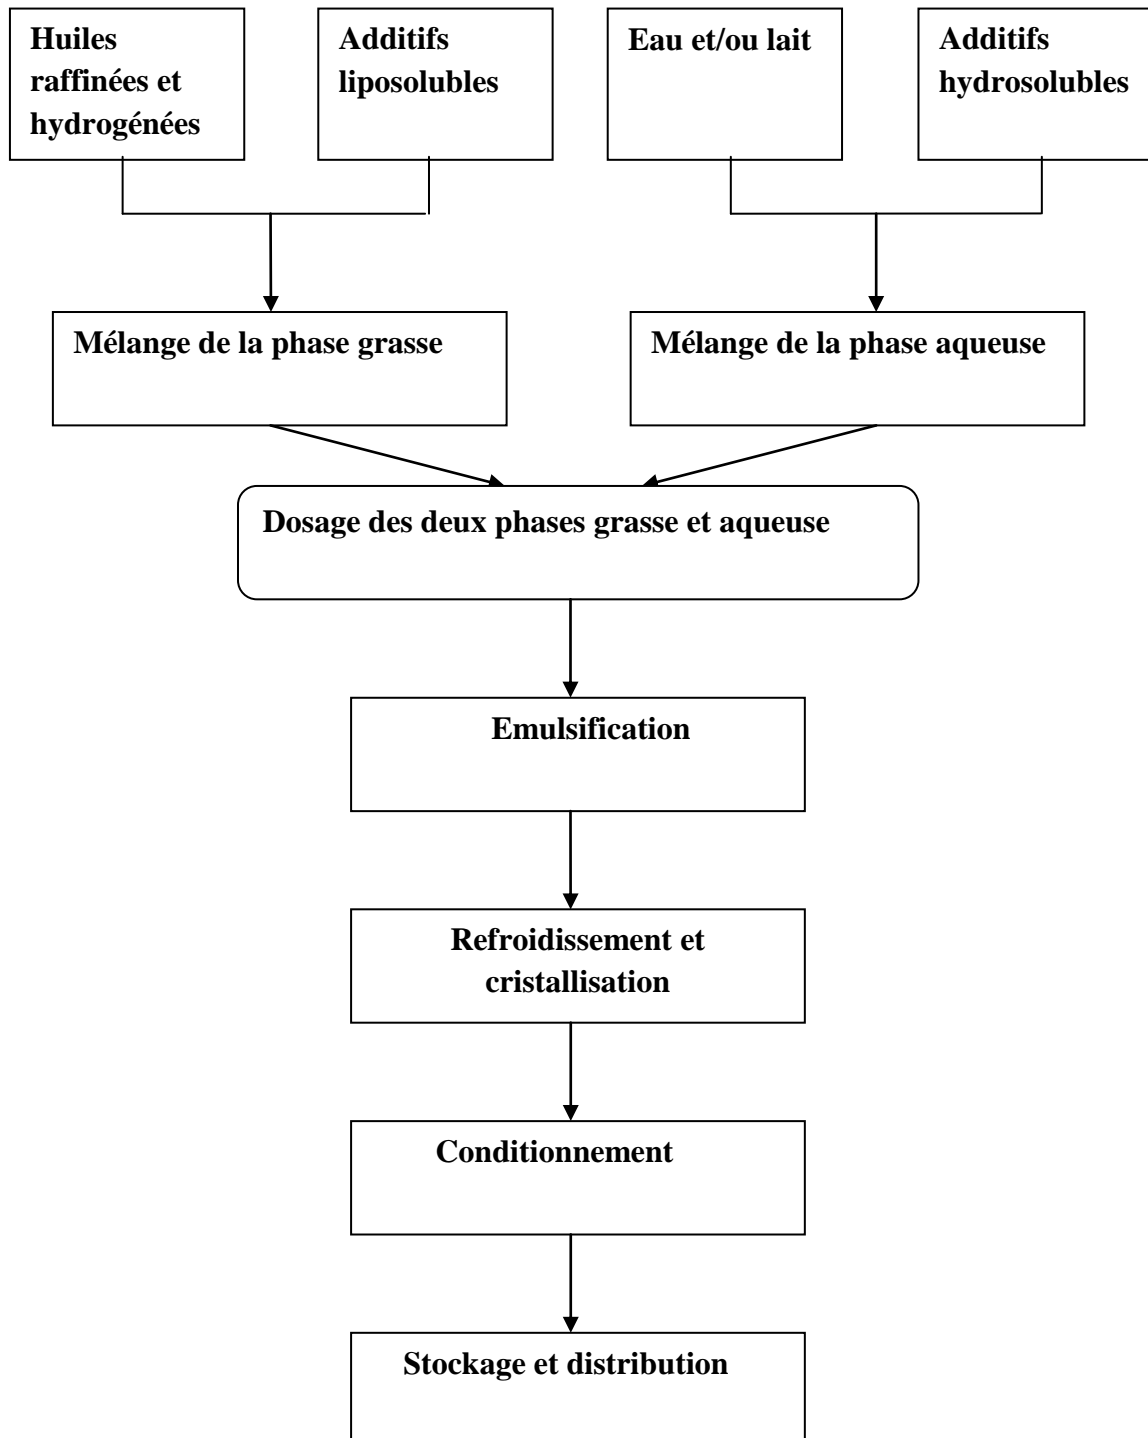 Huiles
raffinées et
hydrogénées
Additifs
liposolubles
Eau et/ou lait
Additifs
hydrosolubles
Mélange de la phase grasse
Mélange de la phase aqueuse
Dosage des deux phases grasse et aqueuse
Emulsification
Refroidissement et
cristallisation
Conditionnement
Stockage et distribution